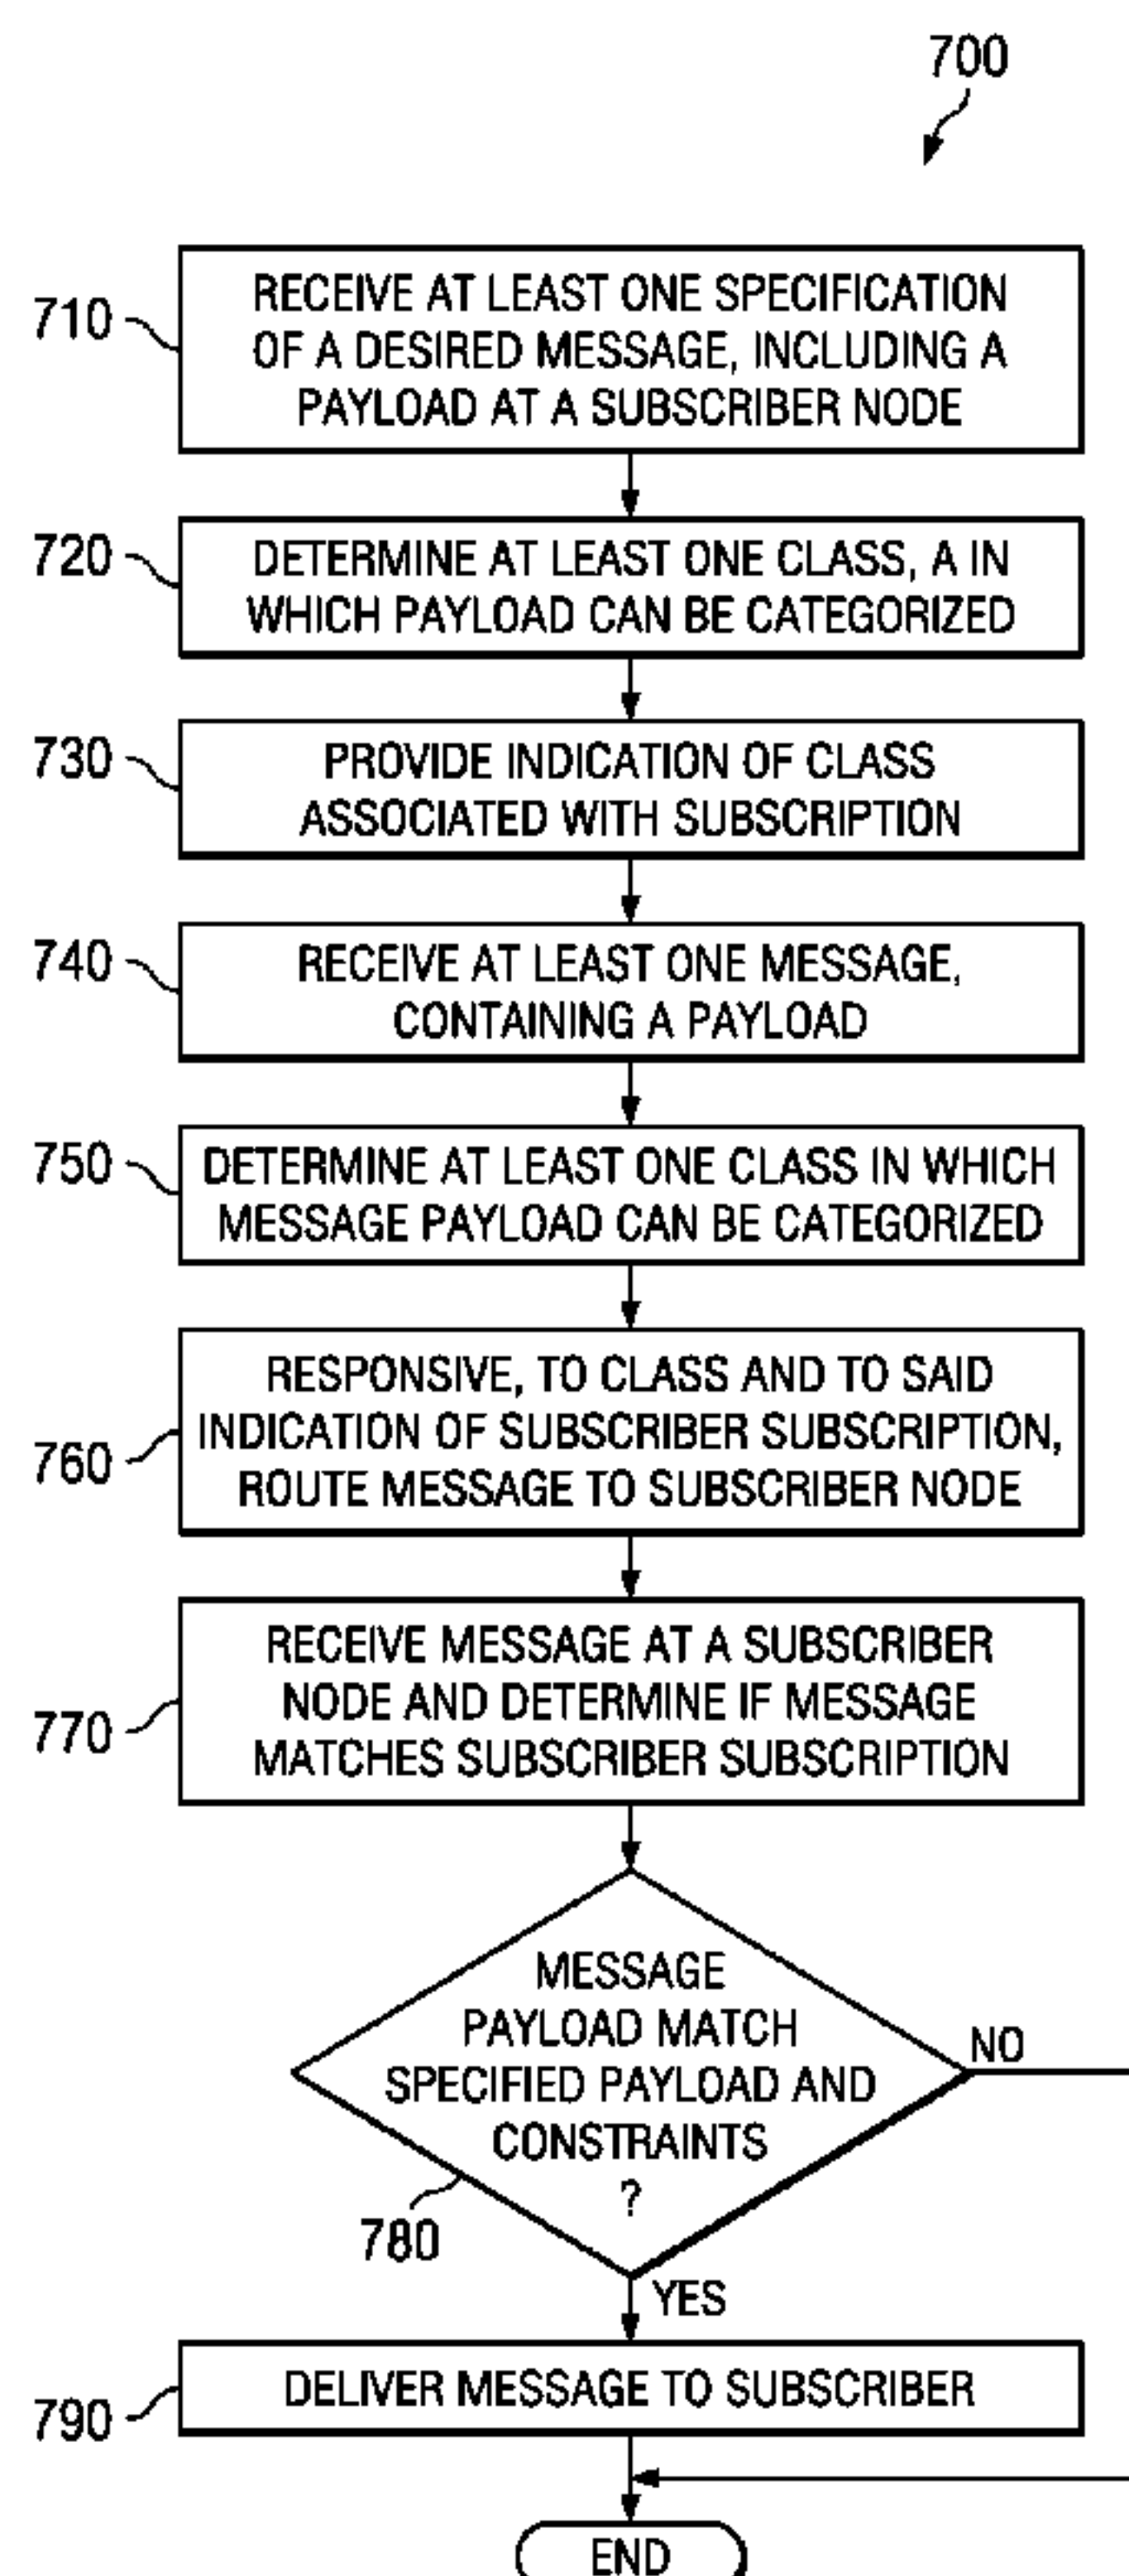 700
710
RECEIVE AT LEAST ONE SPECIFICATION
OF A DESIRED MESSAGE, INCLUDING A
PAYLOAD AT A SUBSCRIBER NODE
720
DETERMINE AT LEAST ONE CLASS, A IN
WHICH PAYLOAD CAN BE CATEGORIZED
730
PROVIDE INDICATION OF CLASS
ASSOCIATED WITH SUBSCRIPTION
740
RECEIVE AT LEAST ONE MESSAGE,
CONTAINING A PAYLOAD
750
DETERMINE AT LEAST ONE CLASS IN WHICH
MESSAGE PAYLOAD CAN BE CATEGORIZED
760
RESPONSIVE, TO CLASS AND TO SAID
INDICATION OF SUBSCRIBER SUBSCRIPTION,
ROUTE MESSAGE TO SUBSCRIBER NODE
770
RECEIVE MESSAGE AT A SUBSCRIBER
NODE AND DETERMINE IF MESSAGE
MATCHES SUBSCRIBER SUBSCRIPTION
MESSAGE
PAYLOAD MATCH
SPECIFIED PAYLOAD AND
CONSTRAINTS
?
NO
780
YES
790
DELIVER MESSAGE TO SUBSCRIBER
END